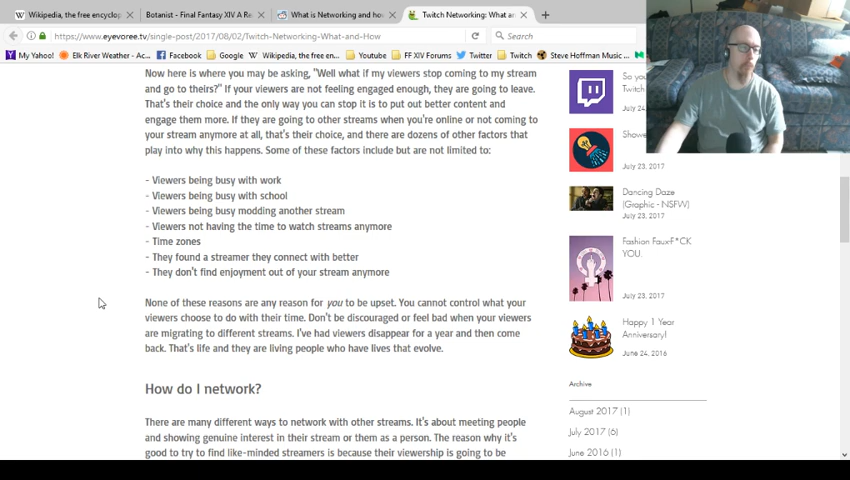 Wikipedia, the free encyclop
Botanist - Final Fantasy XIV A Re
What is Networking and ho
Twitch Networking: What an
https://www.eyevoree.tv/single-post/2017/08/02/Twitch-Networking-What-and-How
Search
My Yahoo!
Elk River Weather - Ac...
Facebook
Google
Wikipedia, the free en...
YouTube
FF XIV Forums
Twitter
Twitch
Steve Hoffman Music ...
Now here is where you may be asking, "Well what if my viewers stop coming to my stream
and go to theirs?" If your viewers are not feeling engaged enough, they are going to leave.
That's their choice and the only way you can stop it is to put out better content and
engage them more. If they are going to other streams when you're online or not coming to
your stream anymore at all, that's their choice, and there are dozens of other factors that
play into why this happens. Some of these factors include but are not limited to:
- Viewers being busy with work
- Viewers being busy with school
- Viewers being busy modding another stream
- Viewers not having the time to watch streams anymore
- Time zones
- They found a streamer they connect with better
- They don't find enjoyment out of your stream anymore
None of these reasons are any reason for you to be upset. You cannot control what your
viewers choose to do with their time. Don't be discouraged or feel bad when your viewers
are migrating to different streams. I've had viewers disappear for a year and then come
back. That's life and they are living people who have lives that evolve.
How do I network?
There are many different ways to network with other streams. It's about meeting people
and showing genuine interest in their stream or them as a person. The reason why it's
good to try to find like-minded streamers is because their viewership is going to be
So yo
Twitch
July 24,
Showe
July 23, 2017
Dancing Daze
(Graphic - NSFW)
July 23, 2017
Fashion Faux-F*CK
YOU.
July 23, 2017
Happy 1 Year
Anniversary!
June 24, 2016
Archive
August 2017 (1)
July 2017 (6)
June 2016 (1)